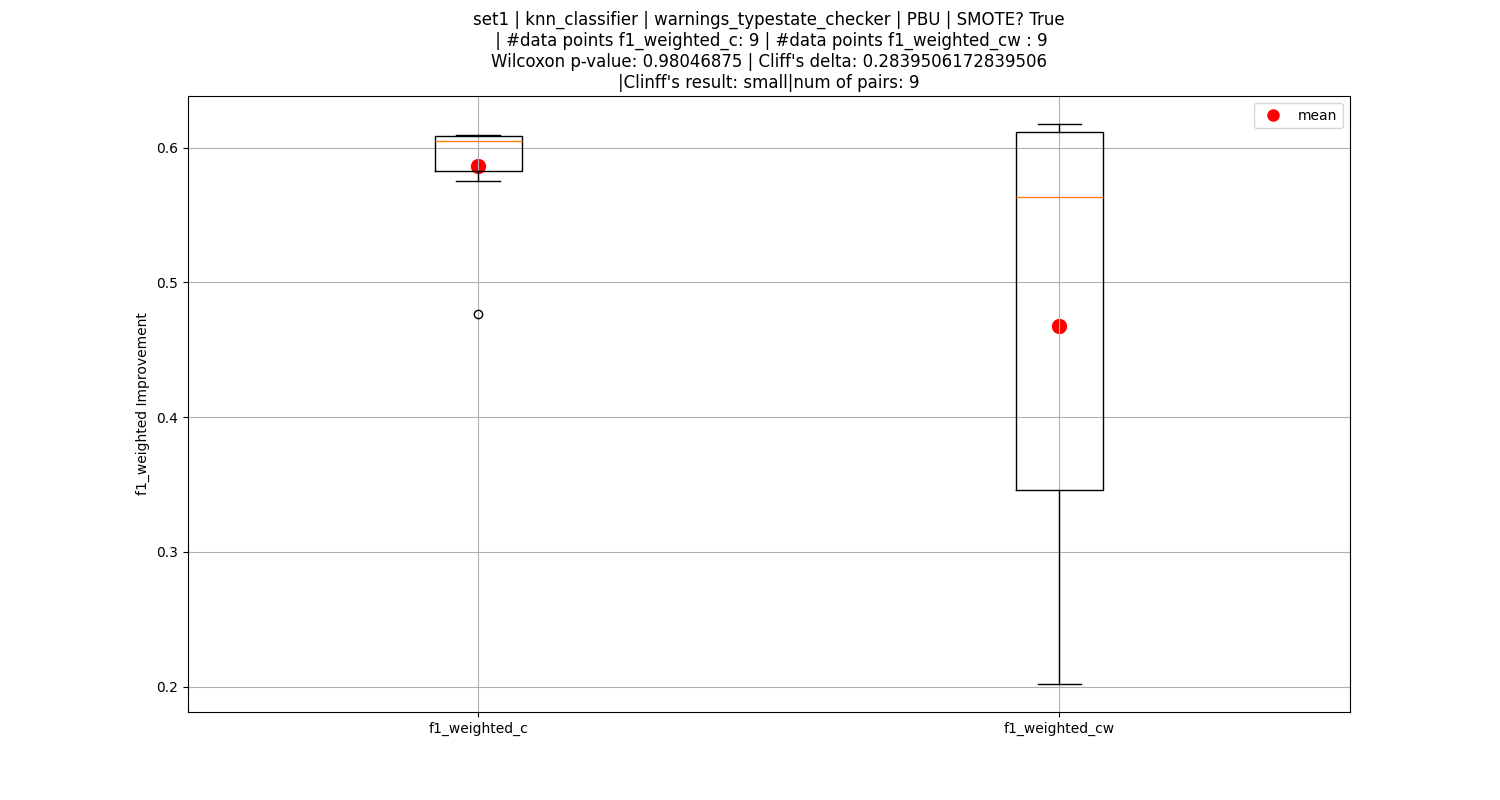 set1 | knn_classifier | warnings_typestate_checker | PBU | SMOTE? True
| #data points f1_weighted_c: 9 | #data points f1_weighted_cw : 9
Wilcoxon p-value: 0.98046875 | Cliff's delta: 0.2839506172839506
|Clinff's result: small|num of pairs: 9
mean
0.6
0.5
0.4
0.3
0.2
f1_weighted Improvement
f1_weighted_c
f1_weighted_cw